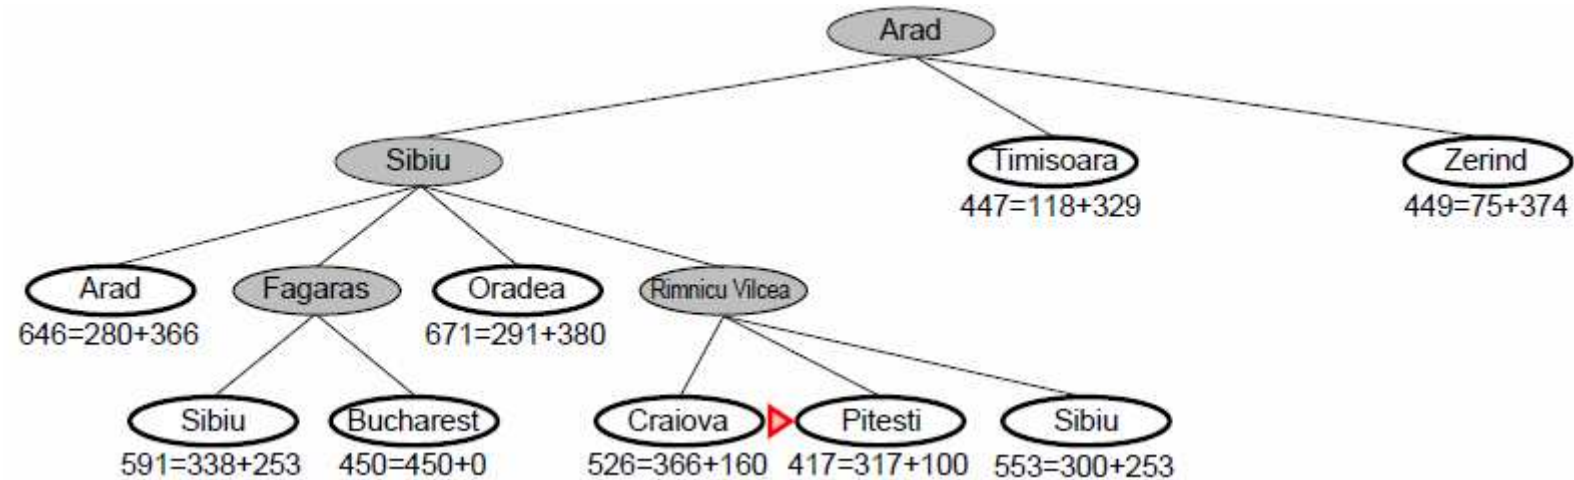 Arad
Sibiu
Timisoara
Zerind
447=118+329
449=75+374
Arad
Fagaras
Oradea
Rimnicu Vilcea
646=280+366
671=291+380
Sibiu
Bucharest
Craiova
Pitesti
Sibiu
591=338+253
450=450+0
526=366+160
417=317+100
553=300+253